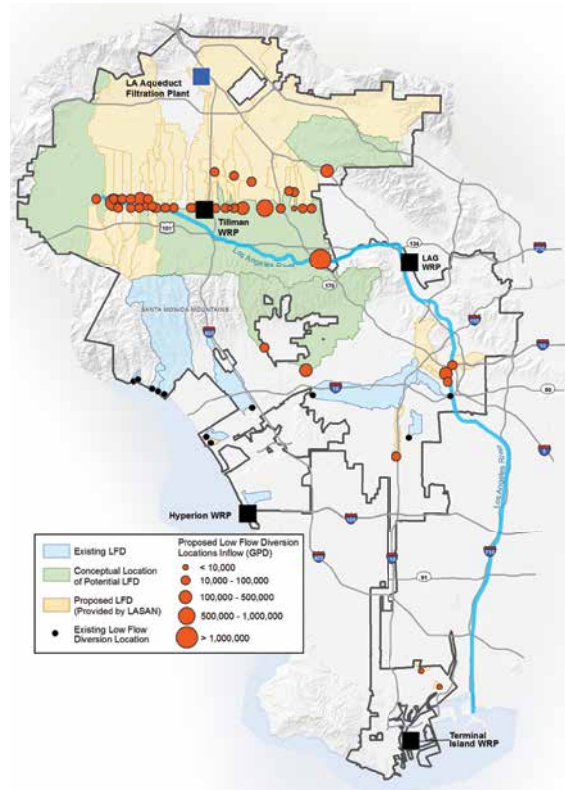 LA Aqueduct
Filtration Plant
Tillman
WRP
101
Los Angeles River
134
LAG
WRP
170
SANTA MONICA MOUNTAINS
Los Angeles River
Hyperion WRP
710
91
Existing LFD
Conceptual Location
of Potential LFD
Proposed LFD
(Provided by LASAN)
Existing Low Flow
Diversion Location
Proposed Low Flow Diversion
Locations Inflow (GPD)
< 10,000
10,000 - 100,000
100,000 - 500,000
500,000 - 1,000,000
> 1,000,000
Terminal
Island WRP